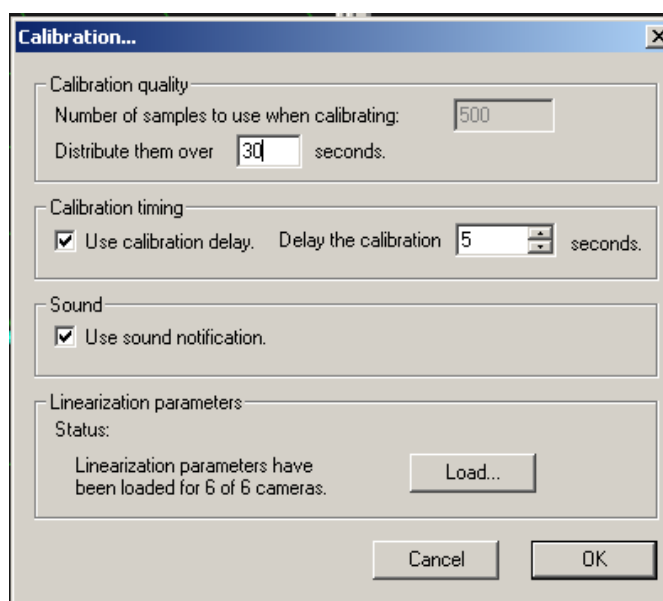 Calibration...
Calibration quality
Number of samples to use when calibrating: 500
Distribute them over 30 seconds.
Calibration timing
Use calibration delay. Delay the calibration 5 seconds.
Sound
Use sound notification.
Linearization parameters
Status:
Linearization parameters have
been loaded for 6 of 6 cameras.
Load...
Cancel OK